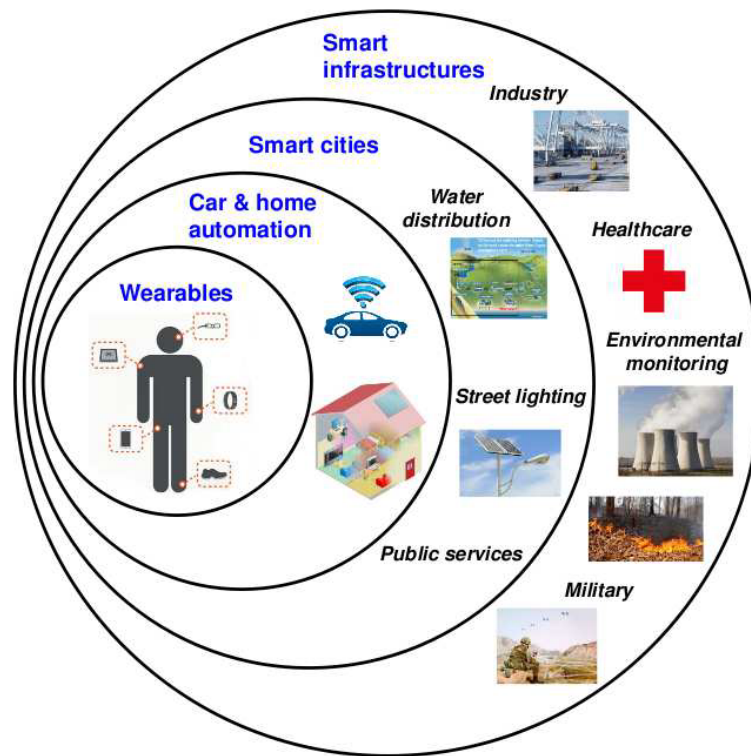 Smart
infrastructures
Industry
Smart cities
Car & home
automation
Water
distribution
Healthcare
Wearables
Environmental
monitoring
Street lighting
Public services
Military